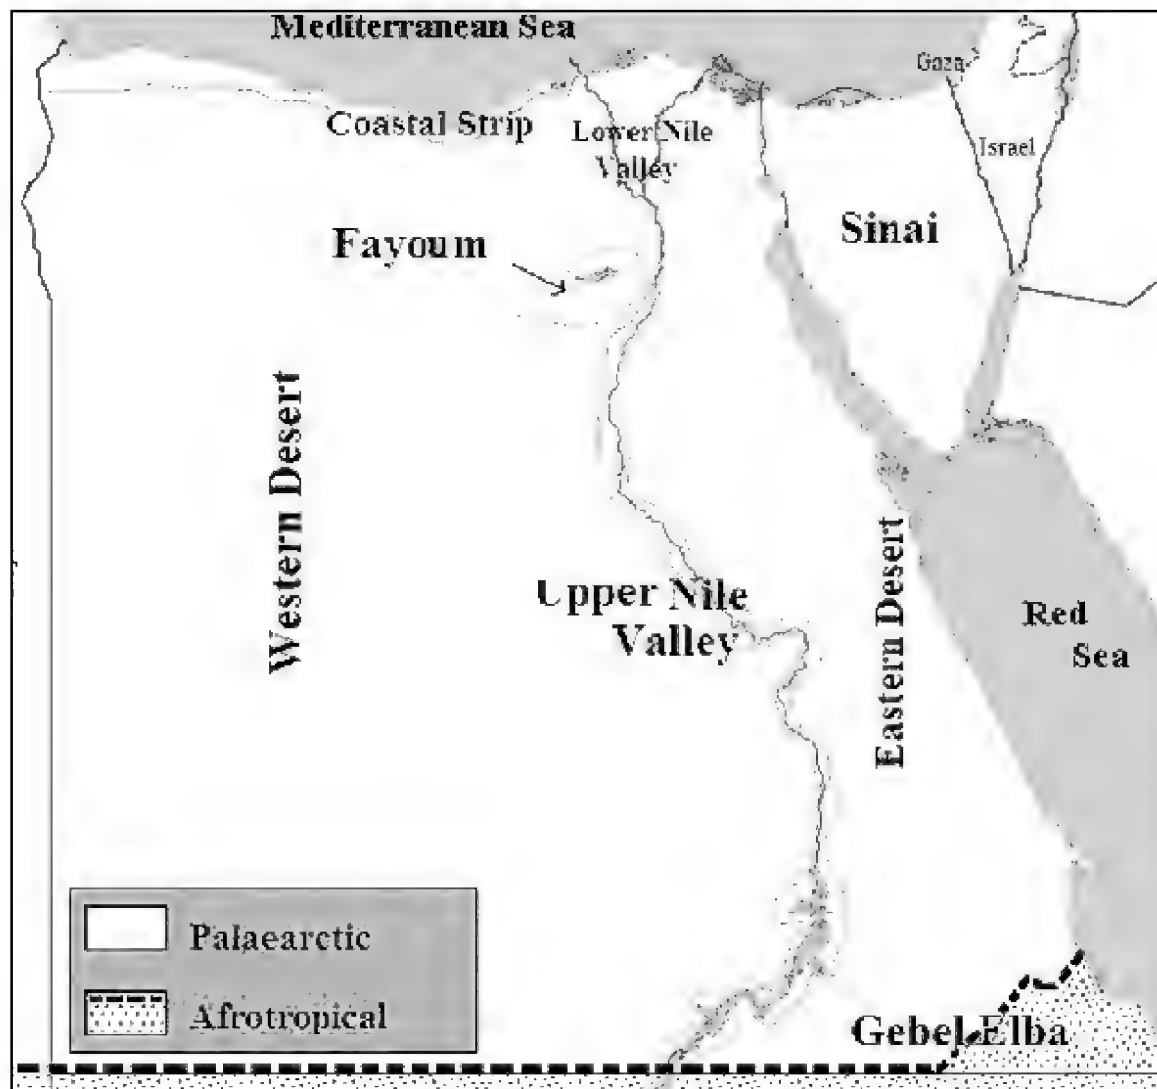 Mediterranean Sea
Gaza
Coastal Strip
Lower Nile
Valley
Israel
Sinai
Fayoum
Western Desert
Upper Nile
Valley
Eastern Desert
Red
Sea
Palaearctic
Afrotropical
Gebel Elba